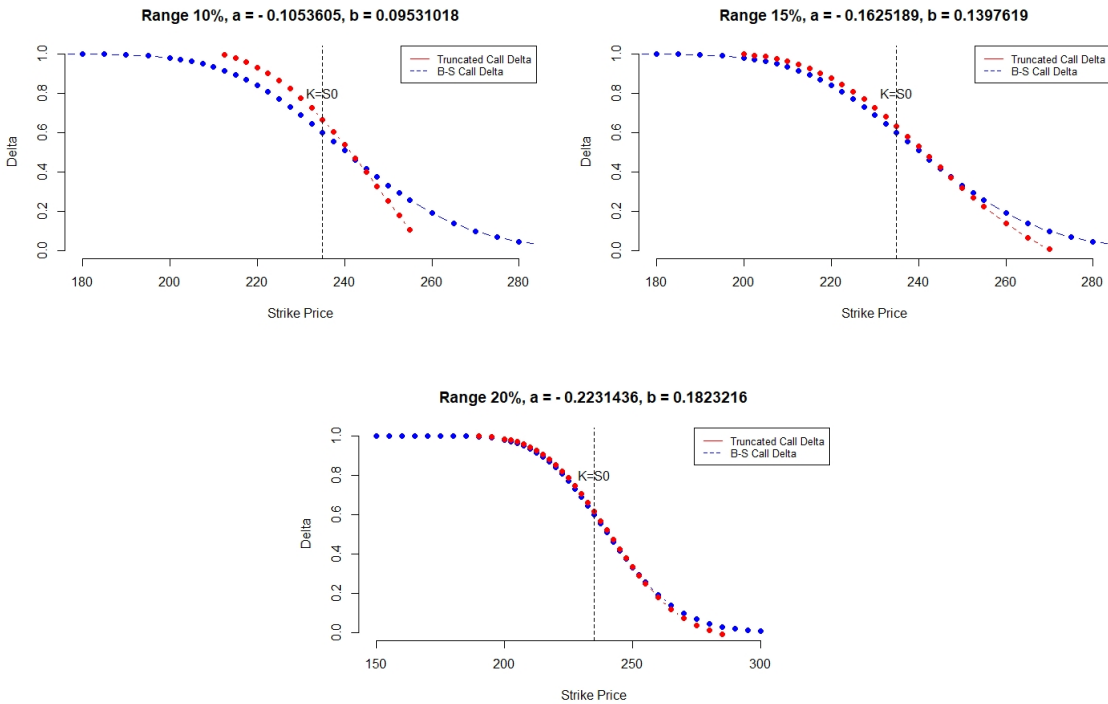 Range 10%, a = - 0.1053605, b = 0.09531018
Truncated Call Delta
B-S Call Delta
K=S0
Delta
0.0 0.2 0.4 0.6 0.8 1.0
180 200 220 240 260 280
Strike Price
Range 15%, a = - 0.1625189, b = 0.1397619
Truncated Call Delta
B-S Call Delta
K=S0
Delta
0.0 0.2 0.4 0.6 0.8 1.0
180 200 220 240 260 280
Strike Price
Range 20%, a = - 0.2231436, b = 0.1823216
Truncated Call Delta
B-S Call Delta
K=S0
Delta
0.0 0.2 0.4 0.6 0.8 1.0
150 200 250 300
Strike Price